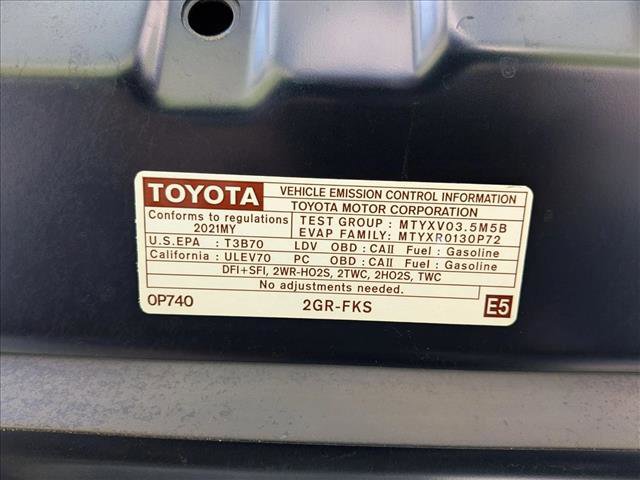 TOYOTA VEHICLE EMISSION CONTROL INFORMATION
TOYOTA MOTOR CORPORATION
Conforms to regulations
2021MY
TEST GROUP : MTYXV03.5M5B
EVAP FAMILY: MTYXR0130P72
U.S.EPA : T3B70 LDV OBD : CAII Fuel : Gasoline
California : ULEV70 PC OBD : CAII Fuel : Gasoline
DFI+SFI, 2WR-HO2S, 2TWC, 2HO2S, TWC
No adjustments needed.
0P740 2GR-FKS E5